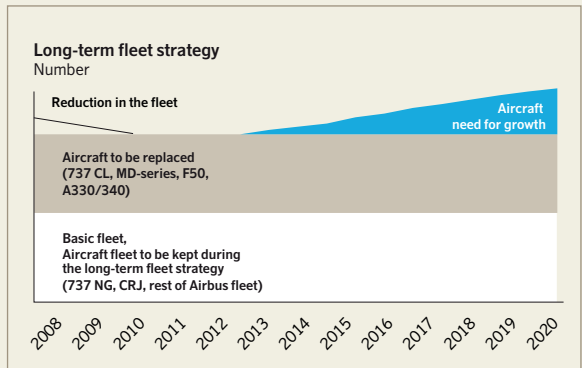 Long-term fleet strategy
Number
Reduction in the fleet
Aircraft
need for growth
Aircraft to be replaced
(737 CL, MD-series, F50,
A330/340)
Basic fleet,
Aircraft fleet to be kept during
the long-term fleet strategy
(737 NG, CRJ, rest of Airbus fleet)
2008 2009 2010 2011 2012 2013 2014 2015 2016 2017 2018 2019 2020